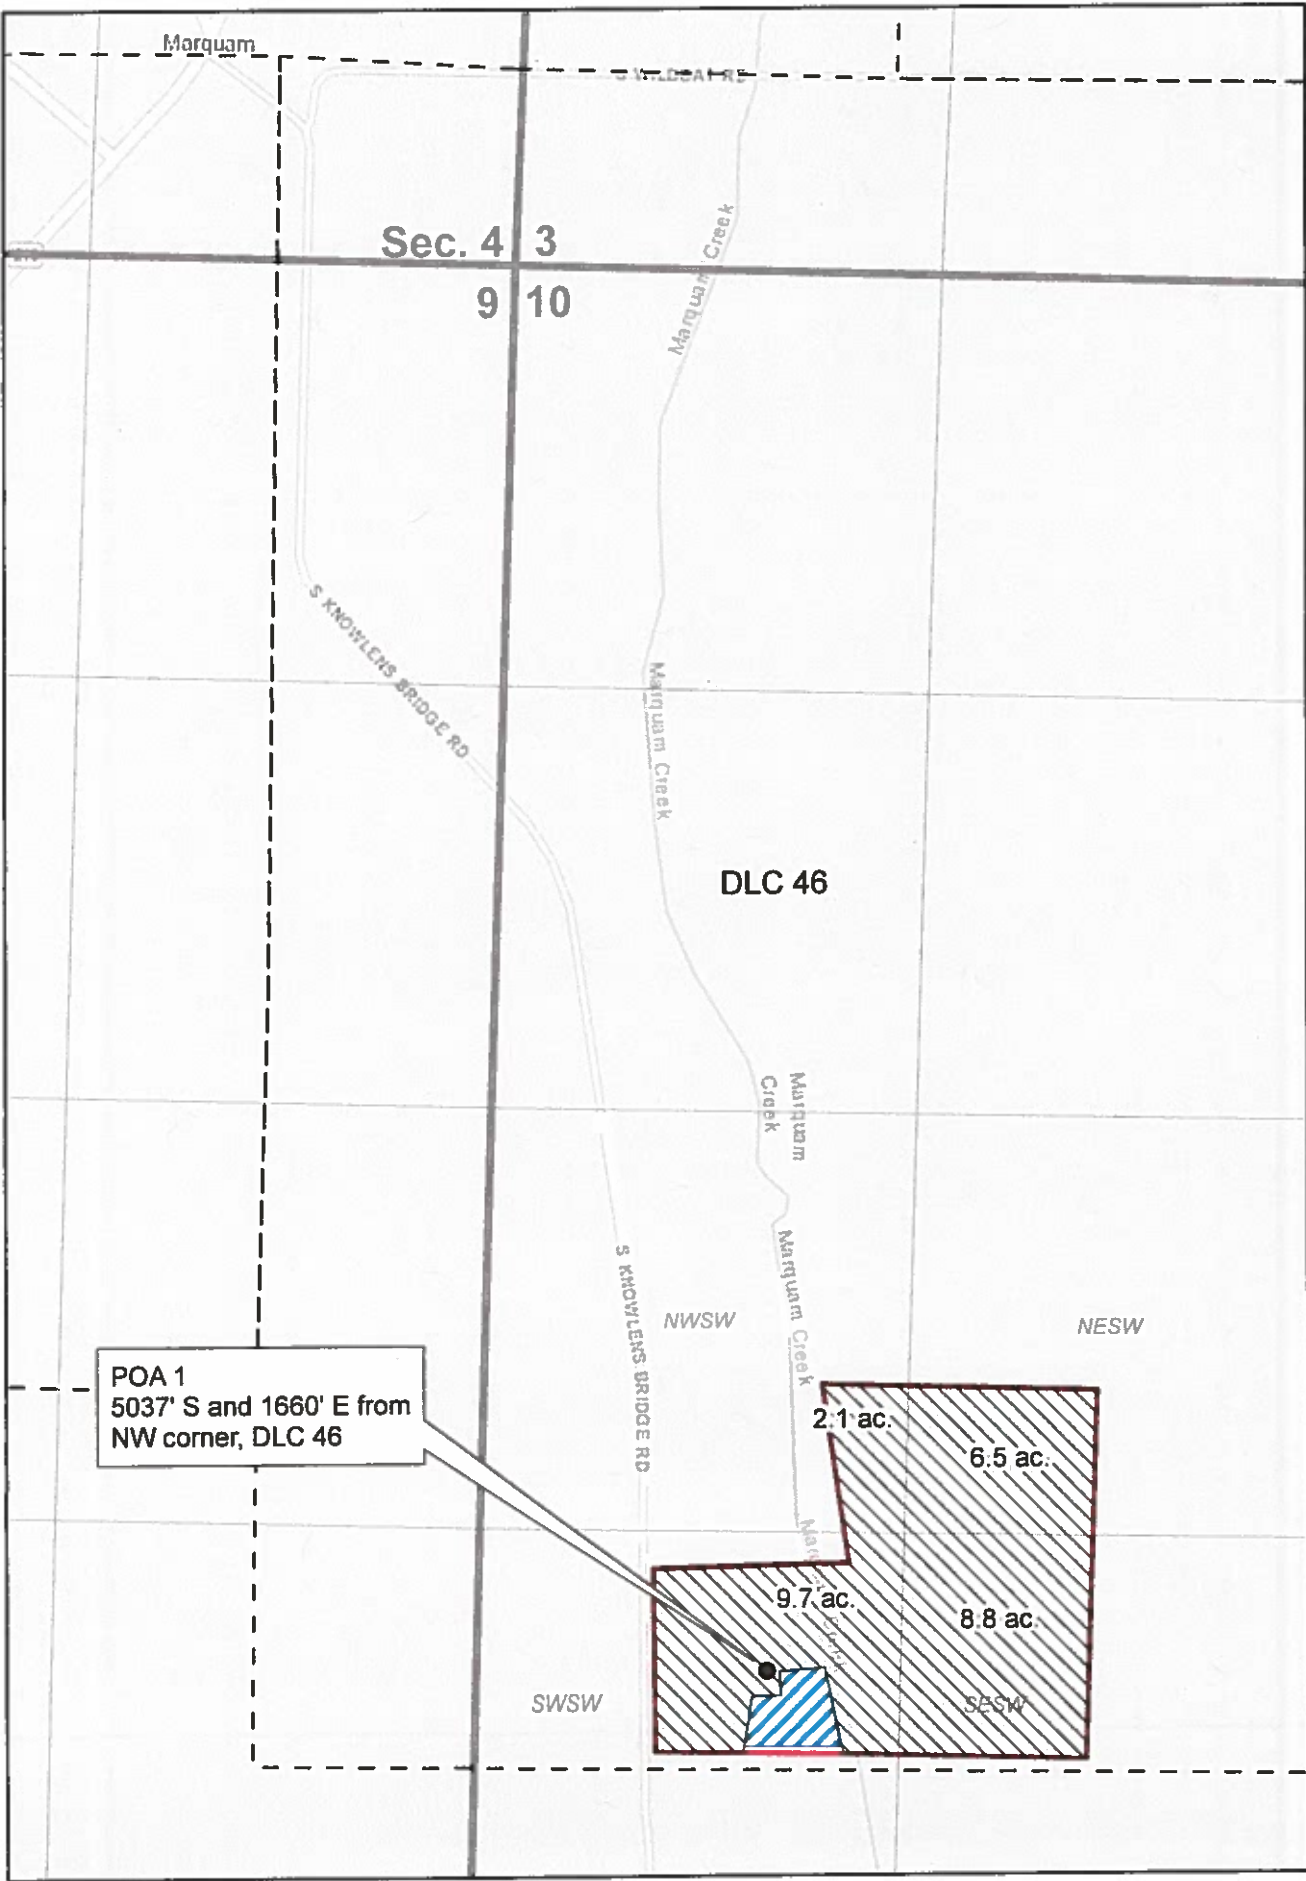 Marquam
Sec. 4 3
9 10
Marquam Creek
S KNOWLENS BRIDGE RD
Marquam Creek
DLC 46
Marquam
Creek
Marquam Creek
S KNOWLENS BRIDGE RD
NWSW
NESW
POA 1
5037' S and 1660' E from
NW corner, DLC 46
2.1 ac.
6.5 ac.
9.7 ac.
8.8 ac.
SWSW
SESW